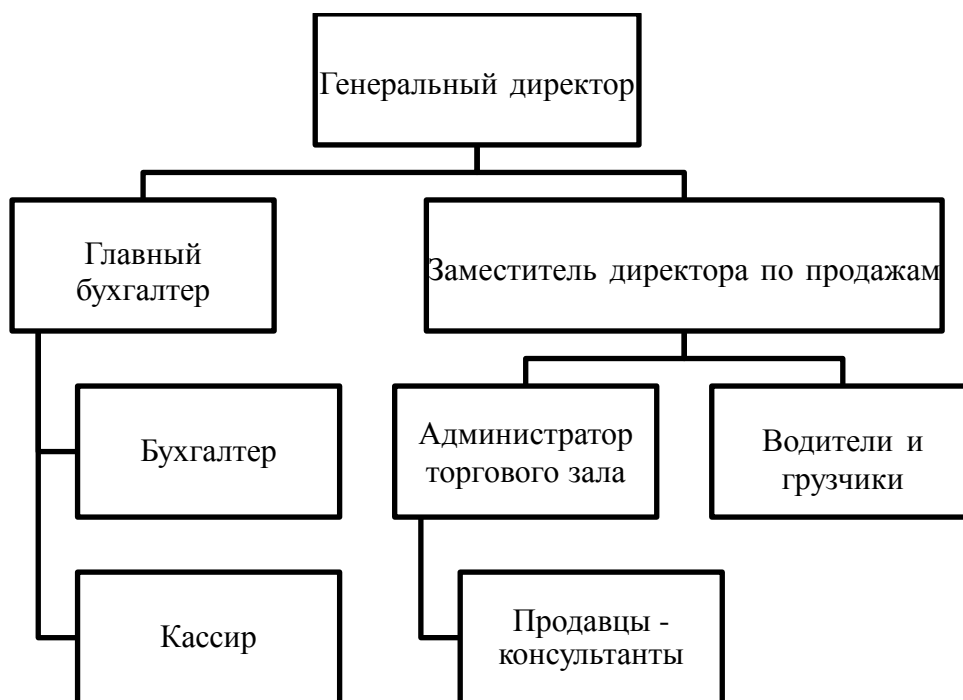 Генеральный директор
Главный
бухгалтер
Заместитель директора по продажам
Бухгалтер
Администратор
торгового зала
Водители и
грузчики
Кассир
Продавцы -
консультанты